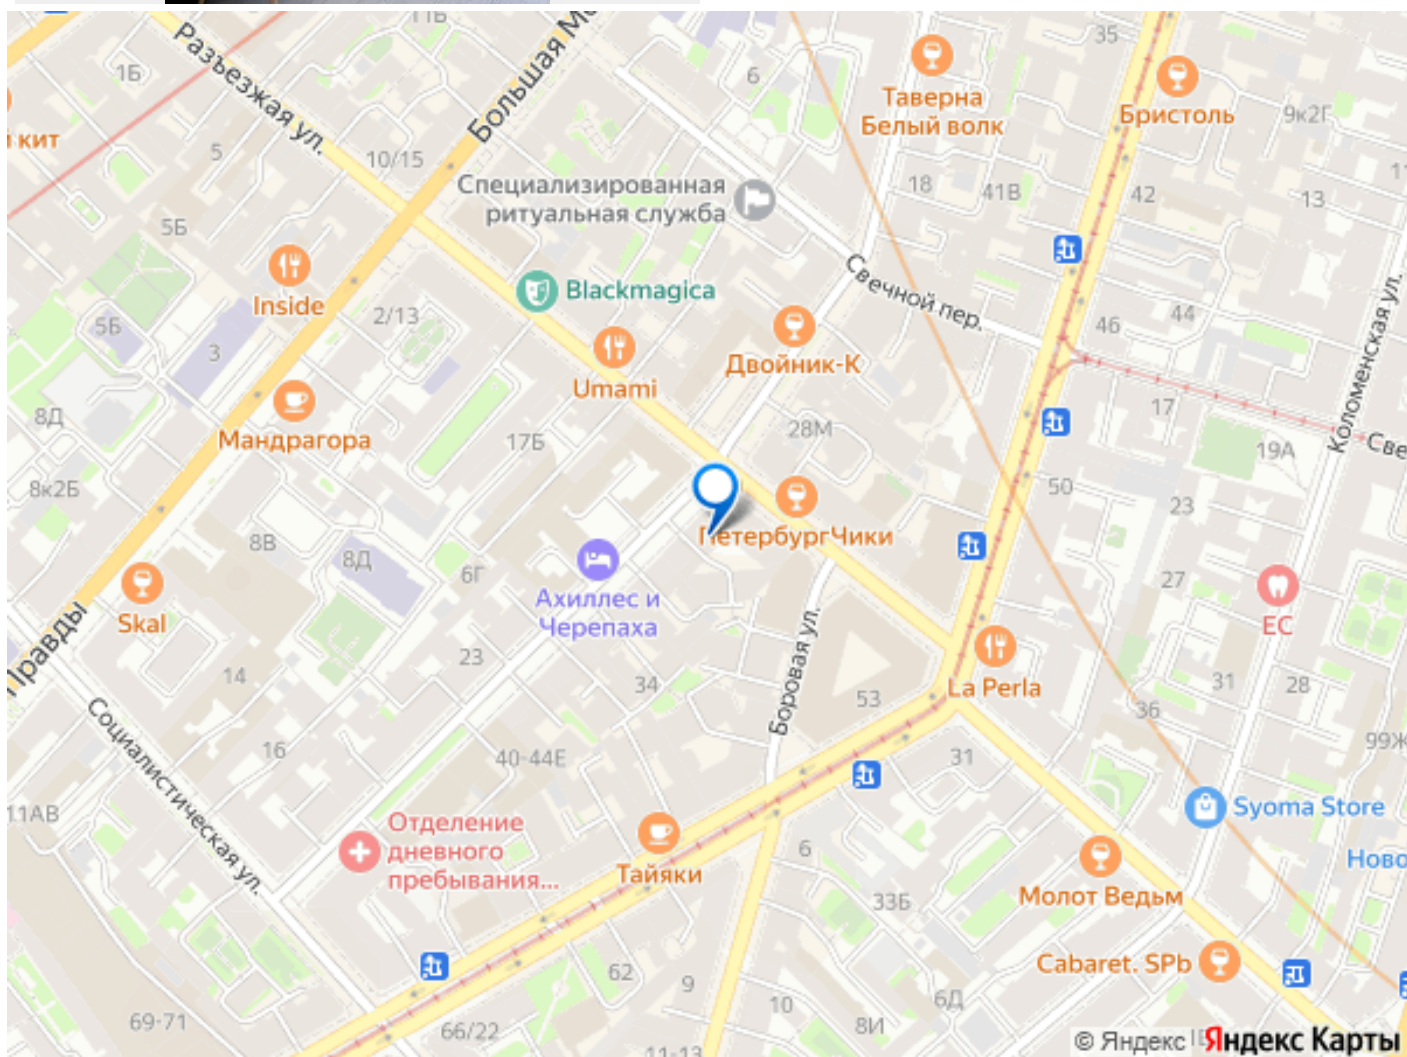 Разъезжая ул.
11Б
Большая Мо
1Б
6
35
Таверна
Белый волк
Бристоль
9к2Г
кит
5
10/15
Специализированная
ритуальная служба
18
41В
42
13
5Б
Inside
Blackmagica
Свечной пер.
2/13
5Б
3
Umami
Двойник-К
46
44
Коломенская ул.
Мандрагора
8Д
17Б
28М
17
19А
Све
8к2Б
50
23
8В
8Д
6Г
ПетербургЧики
Ахиллес и
Черепаха
27
ЕС
Skal
Правды
23
14
34
Боровая ул.
53
La Perla
31
28
36
Социалистическая ул.
16
40-44Е
31
99Ж
11АВ
Отделение
дневного
пребывания...
Тайяки
6
Syoma Store
Ново
Молот Ведьм
33Б
62
9
Cabaret. SPb
69-71
66/22
10
6Д
8И
11-13
© Яндекс
Яндекс Карты